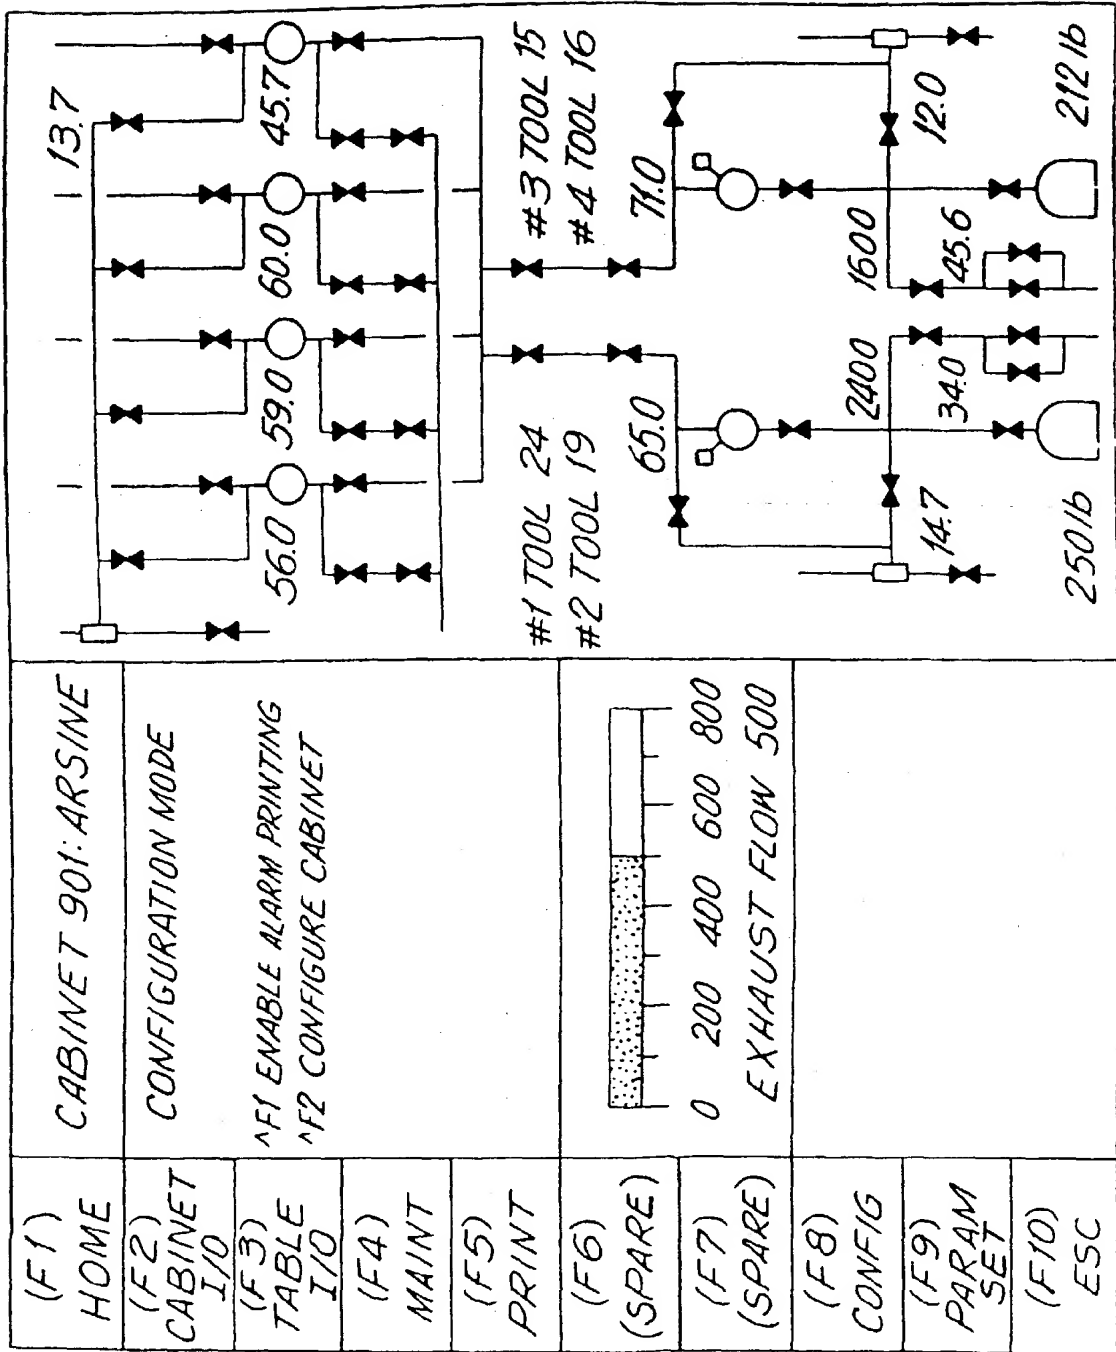 (F1)
HOME
(F2)
CABINET
I/O
(F3)
TABLE
I/O
(F4)
MAINT
(F5)
PRINT
(F6)
(SPARE)
(F7)
(SPARE)
(F8)
CONFIG
(F9)
PARAM
SET
(F10)
ESC
CABINET 901: ARSINE
CONFIGURATION MODE
^F1 ENABLE ALARM PRINTING
^F2 CONFIGURE CABINET
0 200 400 600 800
EXHAUST FLOW 500
13.7
56.0 59.0 60.0 45.7
#1 TOOL 24
#2 TOOL 19
#3 TOOL 15
#4 TOOL 16
65.0 71.0
2400 1600
14.7 34.0 45.6 12.0
250 lb 212 lb